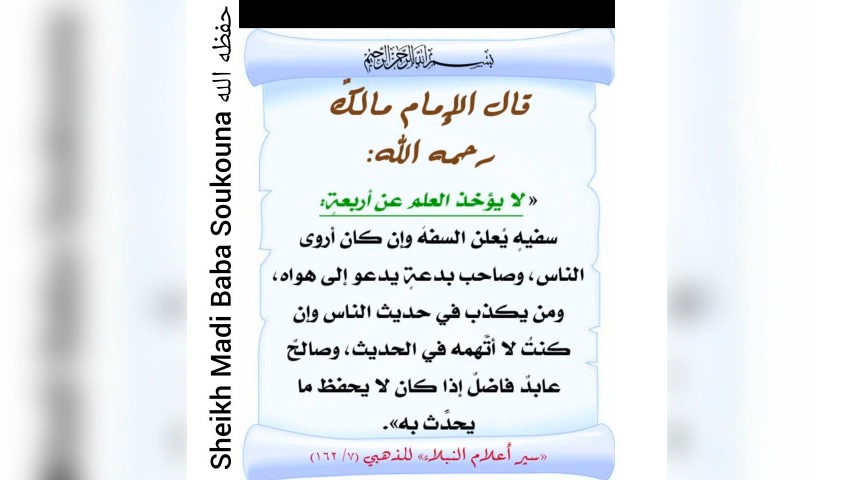 Sheikh Madi Baba Soukouna حفظه الله
بسم الله الرحمن الرحيم
قال الإمام مالكٌ
رحمه الله:
«لا يؤخذ العلم عن أربعةٍ:
سفيهٍ يُعلن السفهَ وإن كان أروى
الناس، وصاحب بدعةٍ يدعو إلى هواه،
ومن يكذب في حديث الناس وإن
كنتُ لا أتَّهمه في الحديث، وصالحٌ
عابدٌ فاضلٌ إذا كان لا يحفظ ما
يحدِّث به».
«سير أعلام النبلاء» للذهبي (٧/ ١٦٢)